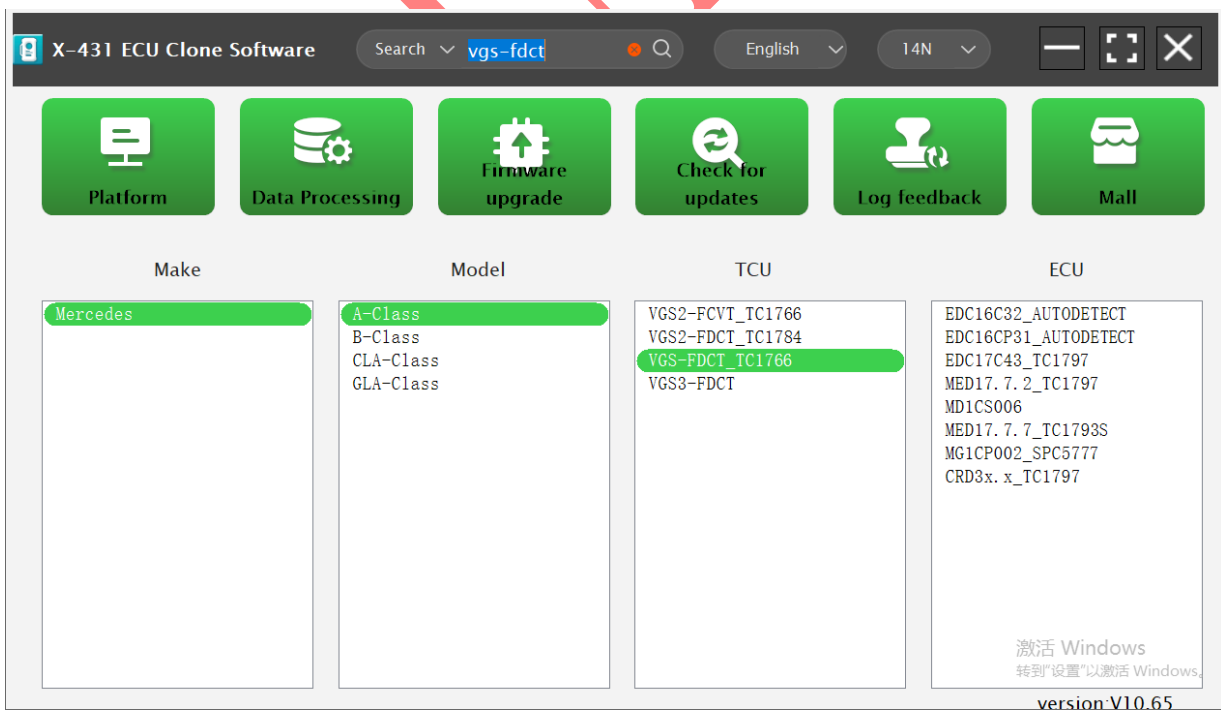 X-431 ECU Clone Software
Search
vgs-fdct
English
14N
Platform
Data Processing
Firmware
upgrade
Check for
updates
Log feedback
Mall
Make
Model
TCU
ECU
Mercedes
A-Class
B-Class
CLA-Class
GLA-Class
VGS2-FCVT_TC1766
VGS2-FDCT_TC1784
VGS-FDCT_TC1766
VGS3-FDCT
EDC16C32_AUTODETECT
EDC16CP31_AUTODETECT
EDC17C43_TC1797
MED17.7.2_TC1797
MD1CS006
MED17.7.7_TC1793S
MG1CP002_SPC5777
CRD3x.x_TC1797
激活 Windows
转到"设置"以激活 Windows。
version:V10.65